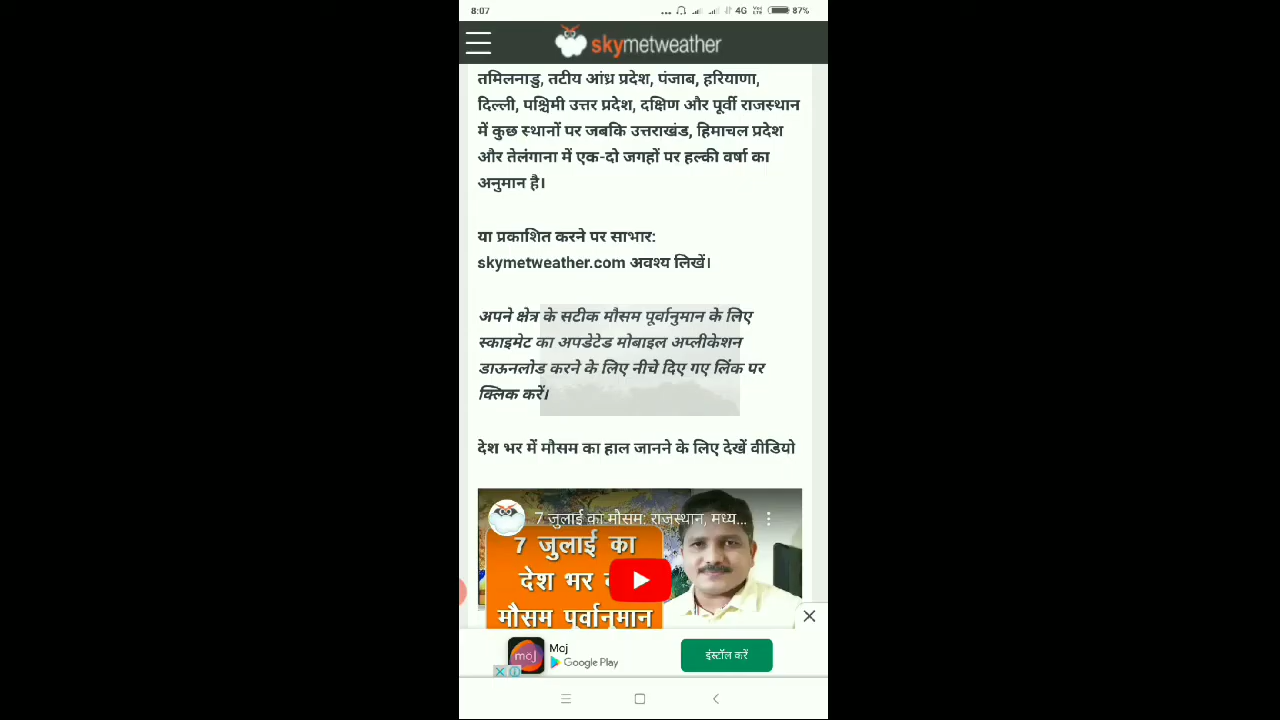 8:07
4G
87%
skymetweather
तमिलनाडु, तटीय आंध्र प्रदेश, पंजाब, हरियाणा,
दिल्ली, पश्चिमी उत्तर प्रदेश, दक्षिण और पूर्वी राजस्थान
में कुछ स्थानों पर जबकि उत्तराखंड, हिमाचल प्रदेश
और तेलंगाना में एक-दो जगहों पर हल्की वर्षा का
अनुमान है।
या प्रकाशित करने पर साभार:
skymetweather.com अवश्य लिखें।
अपने क्षेत्र के सटीक मौसम पूर्वानुमान के लिए
स्काइमेट का अपडेटेड मोबाइल अप्लीकेशन
डाऊनलोड करने के लिए नीचे दिए गए लिंक पर
क्लिक करें।
देश भर में मौसम का हाल जानने के लिए देखें वीडियो
7 जुलाई का मौसम: राजस्थान, मध्य...
7 जुलाई का
देश भर
मौसम पूर्वानुमान
Moj
moj
Google Play
इंस्टॉल करें